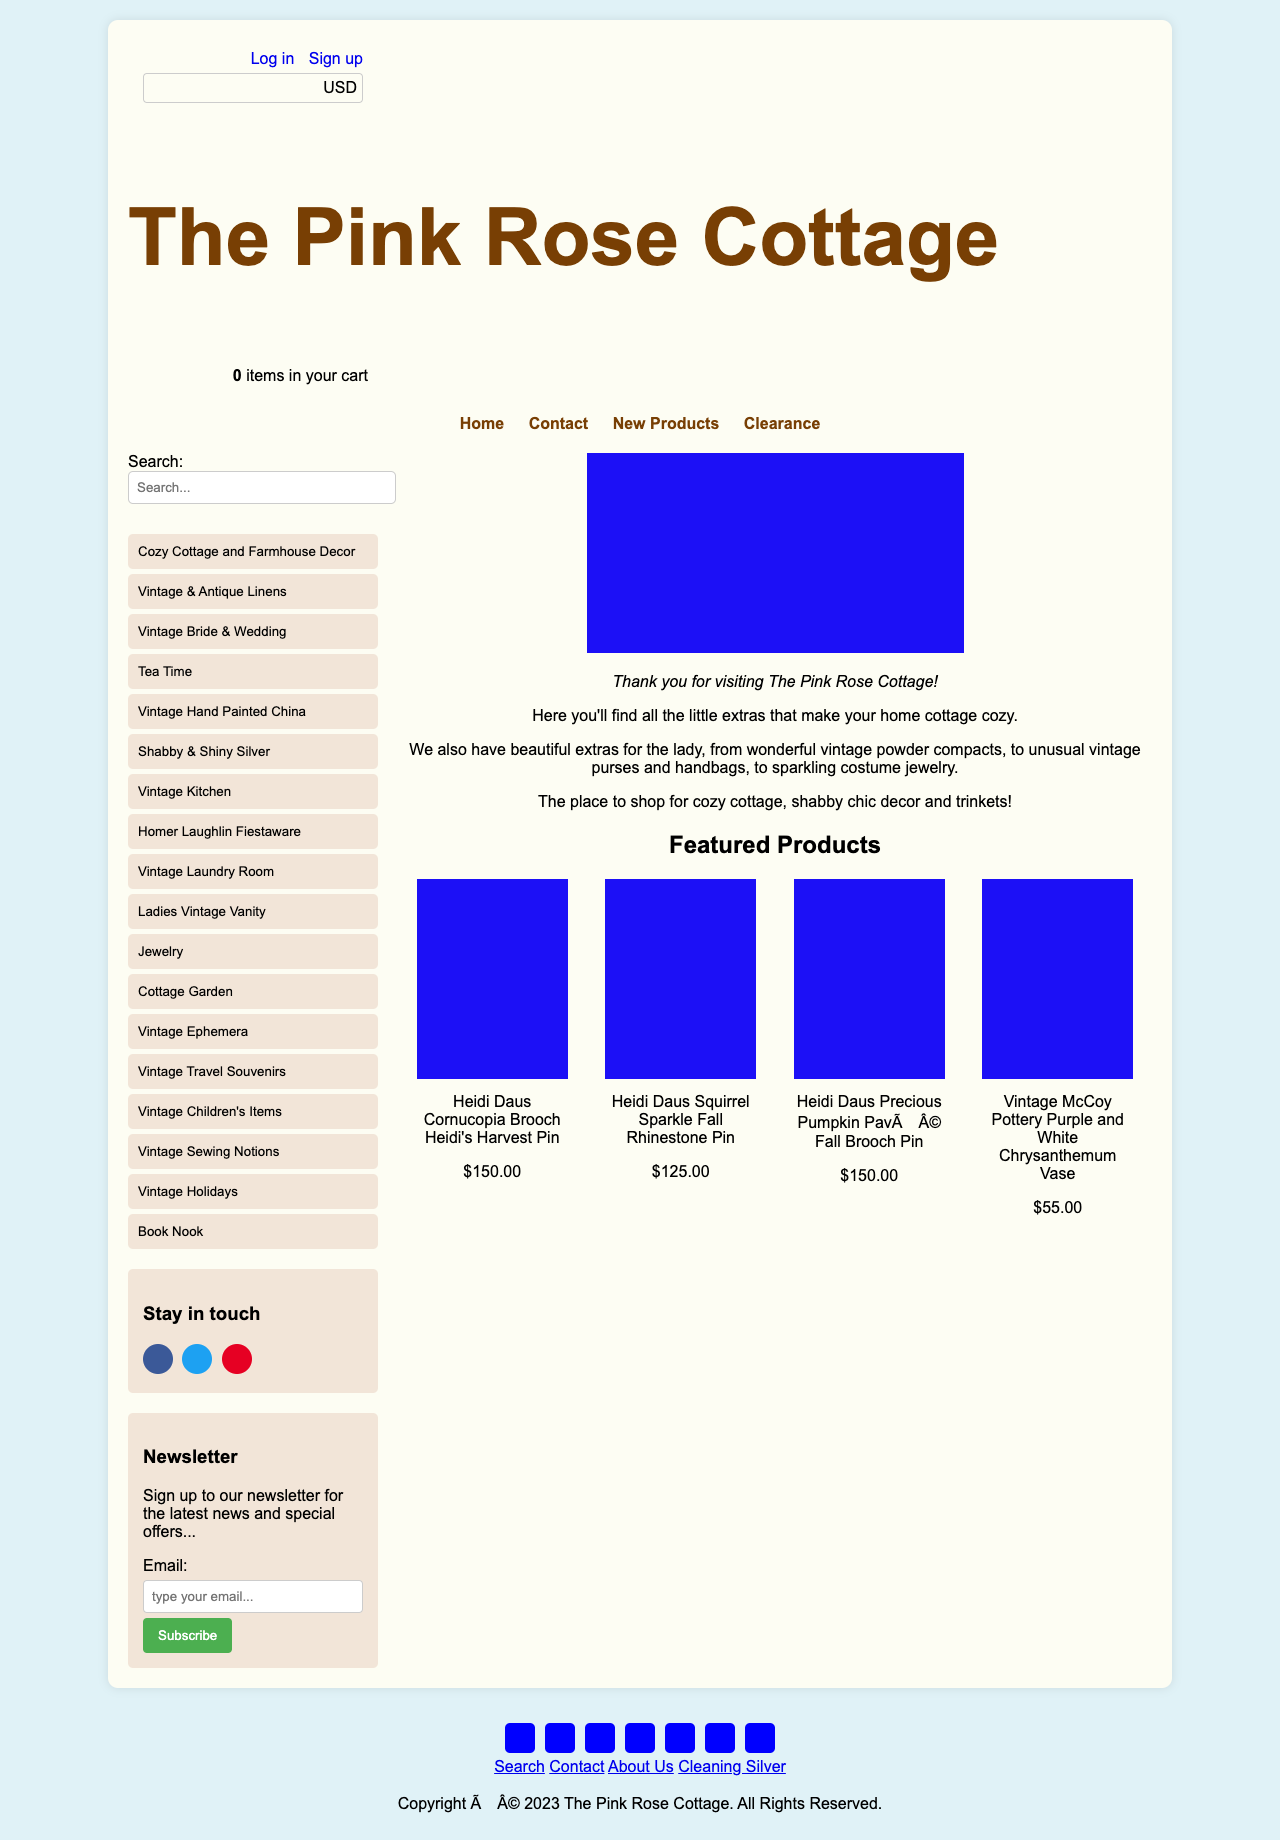 Log in Sign up
USD
The Pink Rose Cottage
0 items in your cart
Home Contact New Products Clearance
Search:
Search...
Cozy Cottage and Farmhouse Decor
Vintage & Antique Linens
Vintage Bride & Wedding
Tea Time
Vintage Hand Painted China
Shabby & Shiny Silver
Vintage Kitchen
Homer Laughlin Fiestaware
Vintage Laundry Room
Ladies Vintage Vanity
Jewelry
Cottage Garden
Vintage Ephemera
Vintage Travel Souvenirs
Vintage Children's Items
Vintage Sewing Notions
Vintage Holidays
Book Nook
Stay in touch
Newsletter
Sign up to our newsletter for
the latest news and special
offers...
Email:
type your email...
Subscribe
Thank you for visiting The Pink Rose Cottage!
Here you'll find all the little extras that make your home cottage cozy.
We also have beautiful extras for the lady, from wonderful vintage powder compacts, to unusual vintage
purses and handbags, to sparkling costume jewelry.
The place to shop for cozy cottage, shabby chic decor and trinkets!
Featured Products
Heidi Daus
Cornucopia Brooch
Heidi's Harvest Pin
$150.00
Heidi Daus Squirrel
Sparkle Fall
Rhinestone Pin
$125.00
Heidi Daus Precious
Pumpkin PavÃ Â©
Fall Brooch Pin
$150.00
Vintage McCoy
Pottery Purple and
White
Chrysanthemum
Vase
$55.00
Search Contact About Us Cleaning Silver
Copyright Ã Â© 2023 The Pink Rose Cottage. All Rights Reserved.